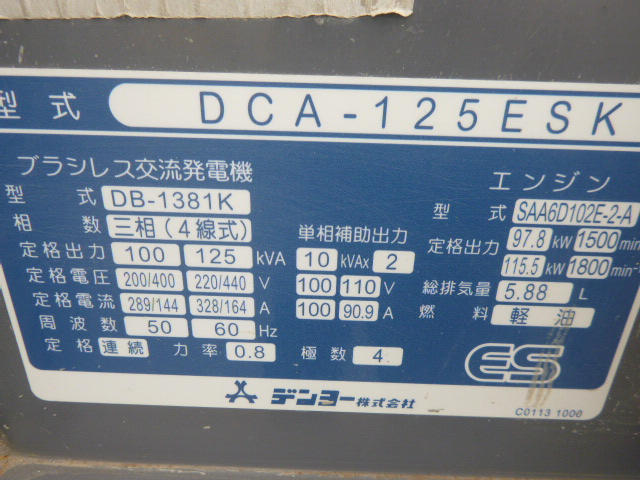 型式 DCA-125ESK
ブラシレス交流発電機
型式 DB-1381K
相数 三相(4線式)
定格出力 100 125 kVA
定格電圧 200/400 220/440 V
定格電流 289/144 328/164 A
周波数 50 60 Hz
定格 連続 力率 0.8 極数 4
単相補助出力
10 kVAx 2
100 110 V
100 90.9 A
エンジン
型式 SAA6D102E-2-A
定格出力 97.8 kW 1500 min⁻
115.5 kW 1800 min⁻
総排気量 5.88 L
燃料 軽油
ES
デンヨー株式会社
C0113 1000